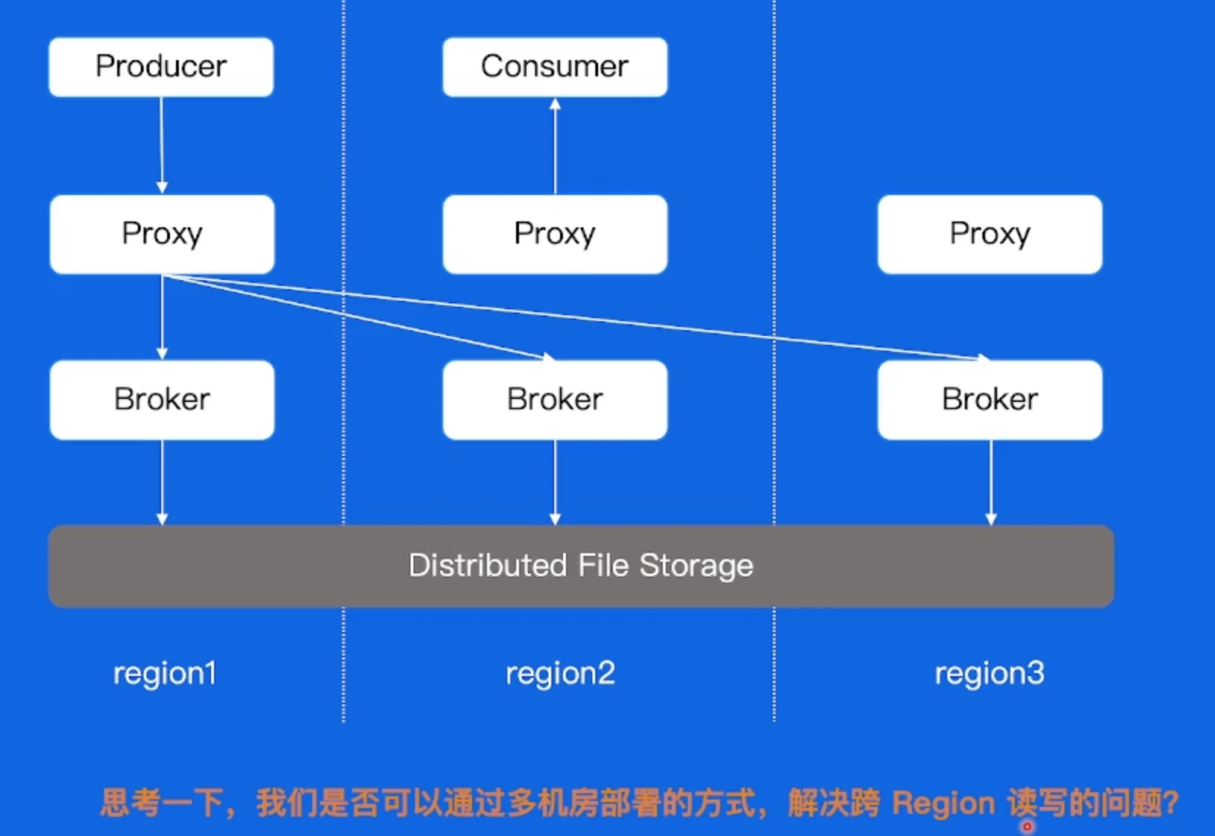 Producer
Consumer
Proxy
Proxy
Proxy
Broker
Broker
Broker
Distributed File Storage
region1
region2
region3
思考一下，我们是否可以通过多机房部署的方式，解决跨 Region 读写的问题？